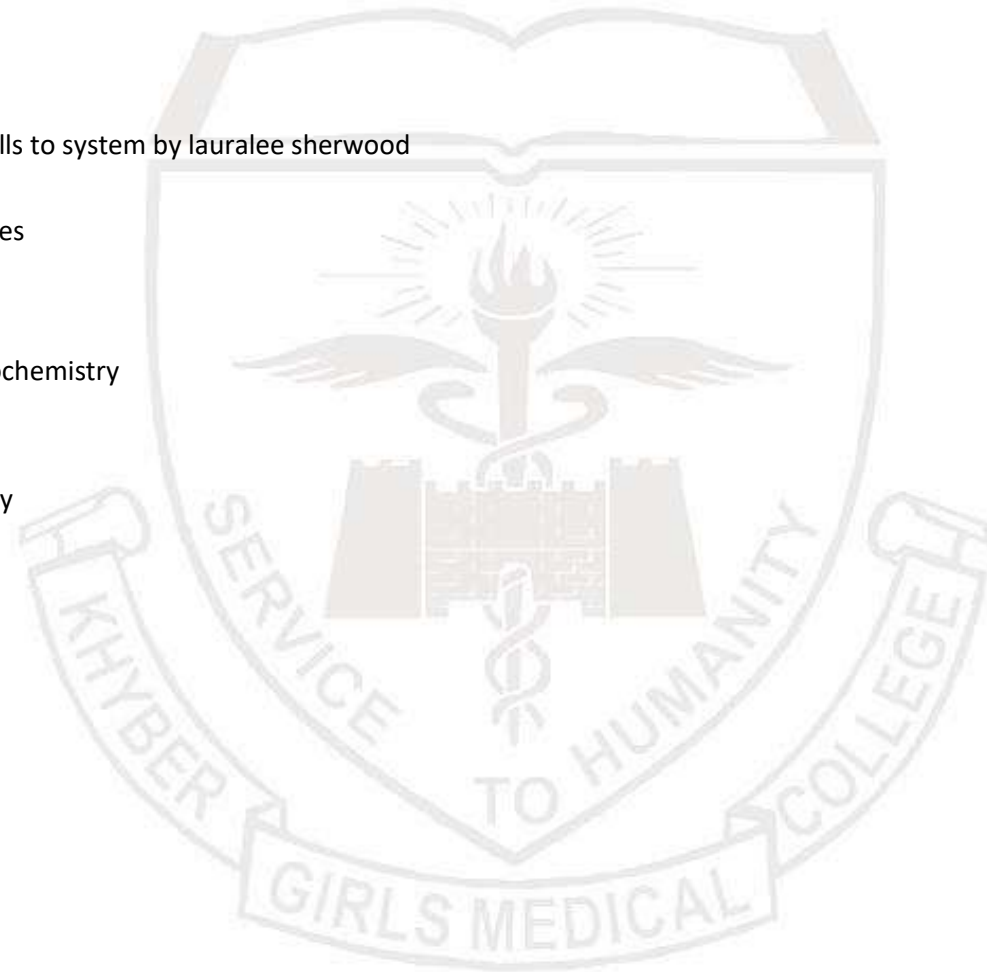 lls to system by lauralee sherwood
es
ochemistry
y
SERVICE TO HUMANITY
KHYBER GIRLS MEDICAL COLLEGE